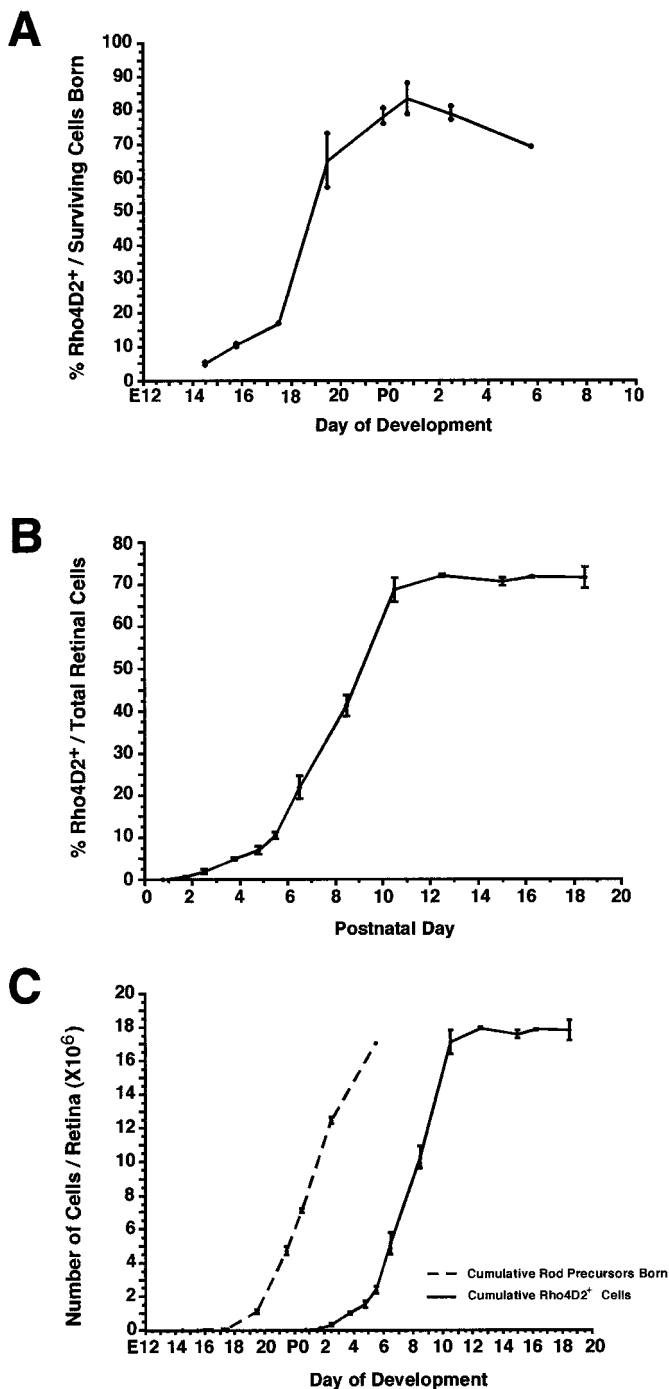 A
% Rho4D2+ / Surviving Cells Born
100
90
80
70
60
50
40
30
20
10
0
E12 14 16 18 20 P0 2 4 6 8 10
Day of Development
B
% Rho4D2+ / Total Retinal Cells
80
70
60
50
40
30
20
10
0
0 2 4 6 8 10 12 14 16 18 20
Postnatal Day
C
Number of Cells / Retina (X10⁶)
20
18
16
14
12
10
8
6
4
2
0
Cumulative Rod Precursors Born
Cumulative Rho4D2⁺ Cells
E12 14 16 18 20 P0 2 4 6 8 10 12 14 16 18 20
Day of Development